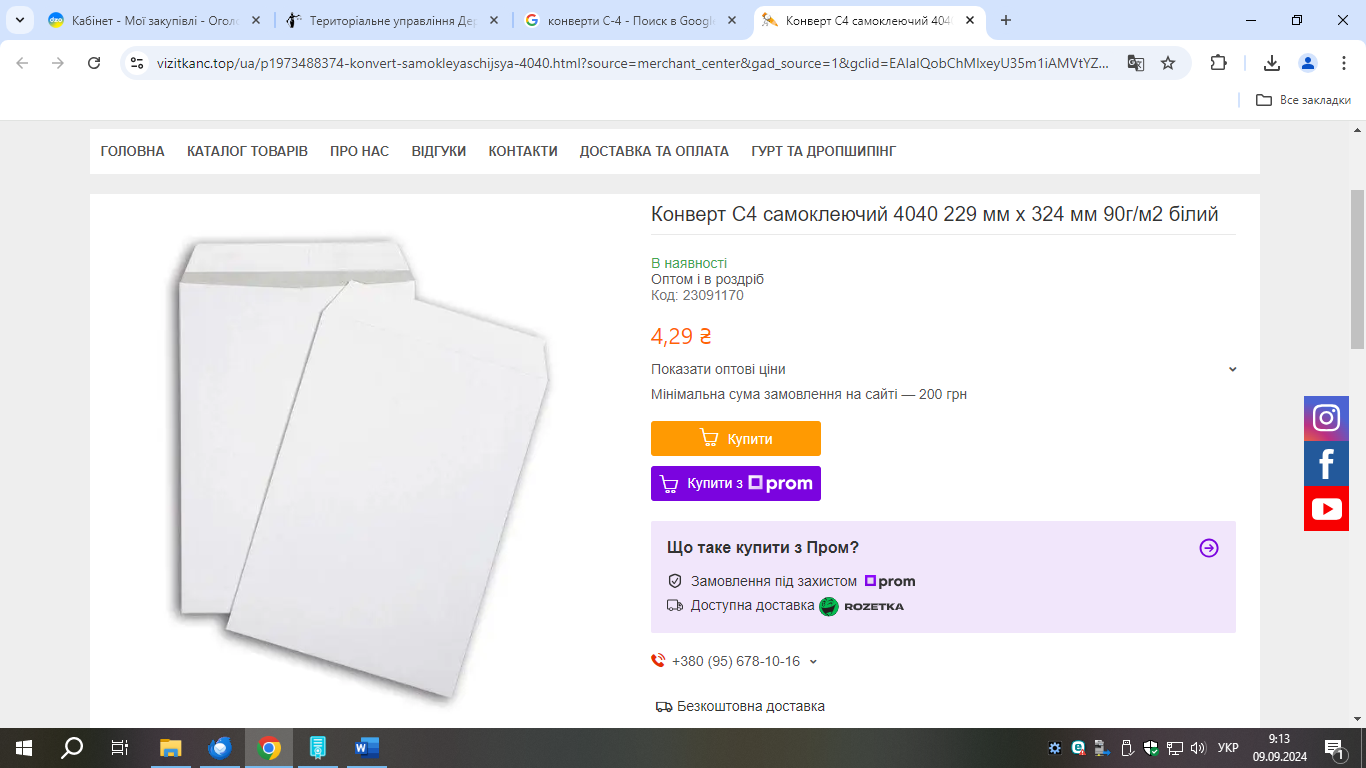 Кабінет - Мої закупівлі - Огол
Територіальне управління Дер
конверти С-4 - Поиск в Google
Конверт С4 самоклеючий 4040
vizitkanc.top/ua/p1973488374-konvert-samokleyaschijsya-4040.html?source=merchant_center&gad_source=1&gclid=EAIaIQobChMIxeyU35m1iAMVtYZ...
Все закладки
ГОЛОВНА КАТАЛОГ ТОВАРІВ ПРО НАС ВІДГУКИ КОНТАКТИ ДОСТАВКА ТА ОПЛАТА ГУРТ ТА ДРОПШИПІНГ
Конверт С4 самоклеючий 4040 229 мм х 324 мм 90г/м2 білий
В наявності
Оптом і в роздріб
Код: 23091170
4,29 ₴
Показати оптові ціни
Мінімальна сума замовлення на сайті — 200 грн
Купити
Купити з prom
Що таке купити з Пром?
Замовлення під захистом prom
Доступна доставка ROZETKA
+380 (95) 678-10-16
Безкоштовна доставка
УКР
9:13
09.09.2024
1